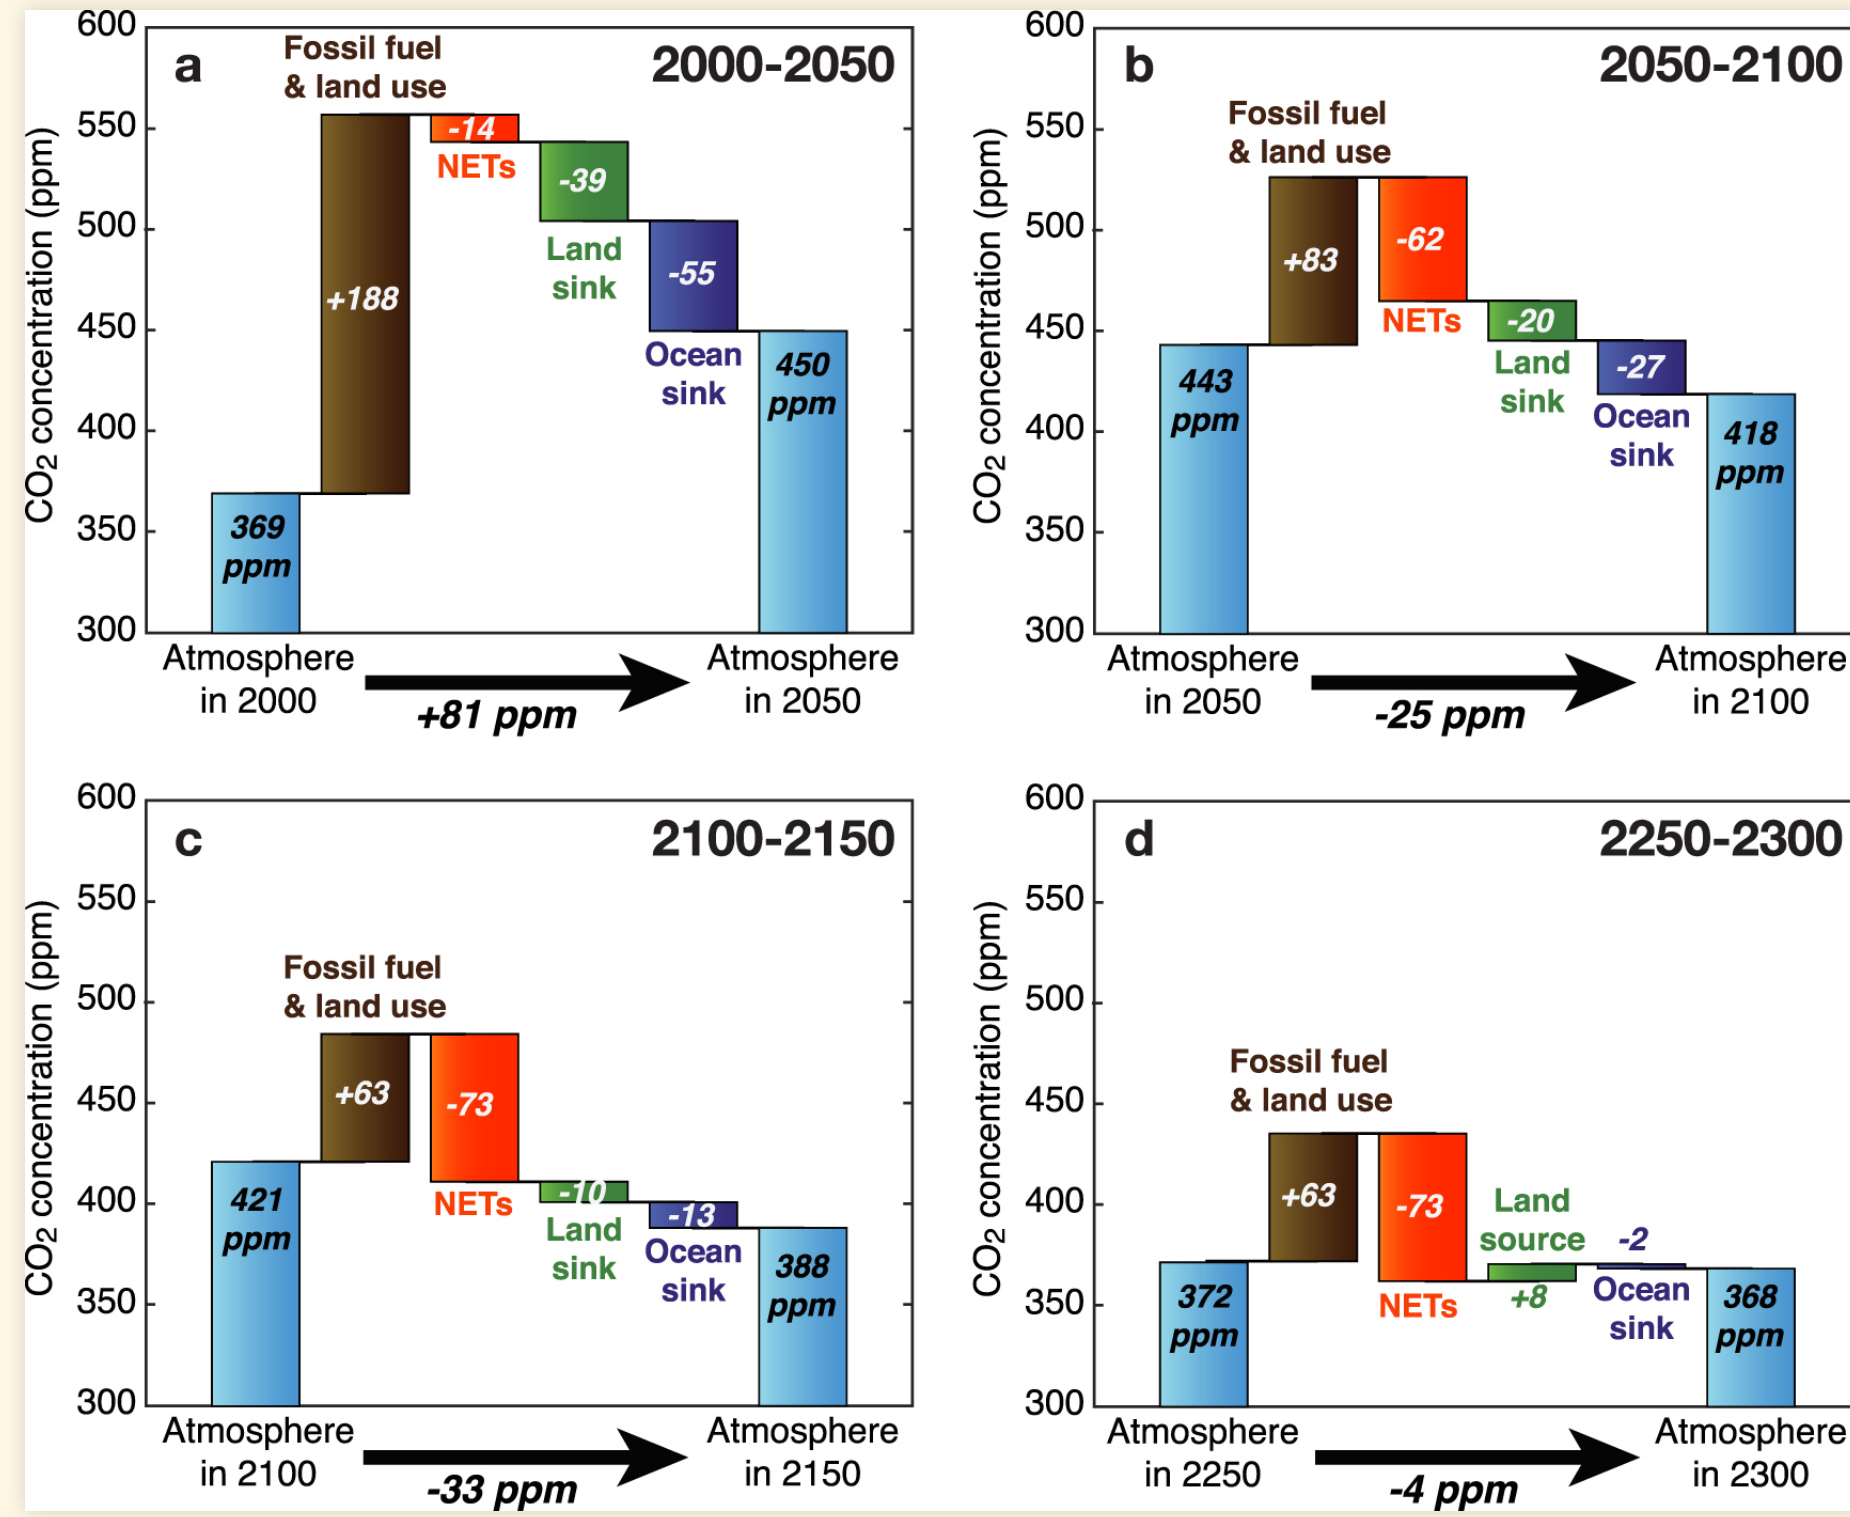 a
2000-2050
Fossil fuel
& land use
CO2 concentration (ppm)
600
550
500
450
400
350
300
+188
-14
NETs
-39
Land
sink
-55
Ocean
sink
369
ppm
450
ppm
Atmosphere
in 2000
+81 ppm
Atmosphere
in 2050
b
2050-2100
Fossil fuel
& land use
CO2 concentration (ppm)
600
550
500
450
400
350
300
+83
-62
NETs
-20
Land
sink
-27
Ocean
sink
443
ppm
418
ppm
Atmosphere
in 2050
-25 ppm
Atmosphere
in 2100
c
2100-2150
Fossil fuel
& land use
CO2 concentration (ppm)
600
550
500
450
400
350
300
+63
-73
NETs
-10
Land
sink
-13
Ocean
sink
421
ppm
388
ppm
Atmosphere
in 2100
-33 ppm
Atmosphere
in 2150
d
2250-2300
Fossil fuel
& land use
CO2 concentration (ppm)
600
550
500
450
400
350
300
+63
-73
NETs
Land
source
+8
-2
Ocean
sink
372
ppm
368
ppm
Atmosphere
in 2250
-4 ppm
Atmosphere
in 2300